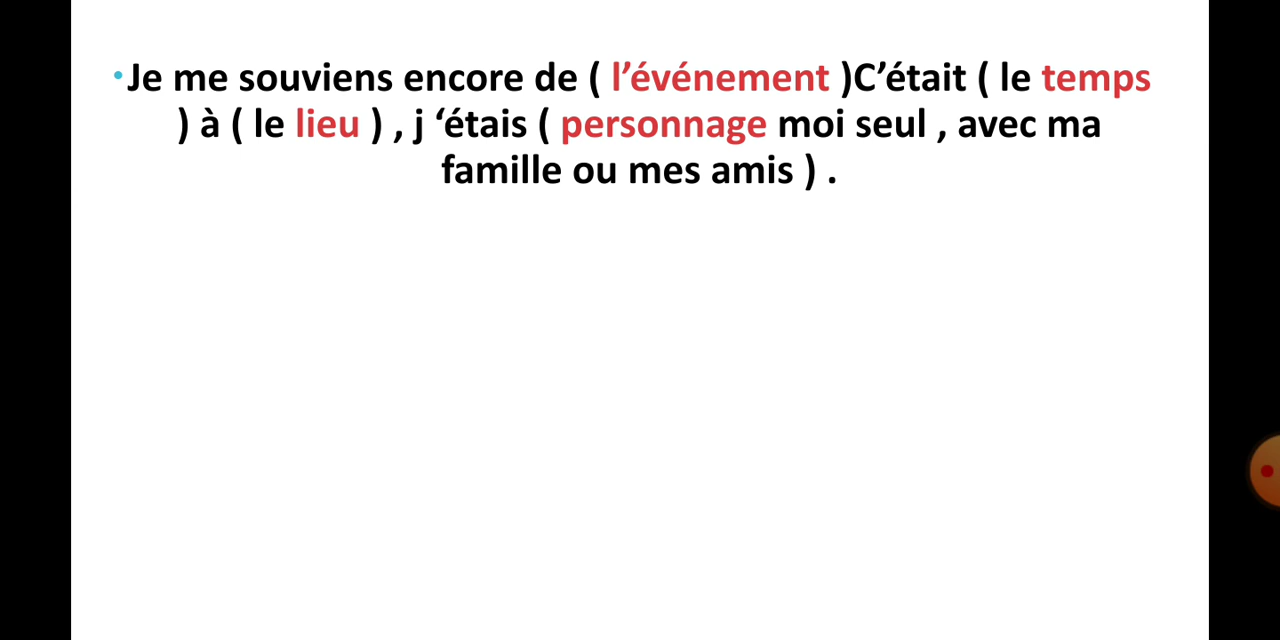 •Je me souviens encore de ( l’événement )C’était ( le temps
) à ( le lieu ) , j ‘étais ( personnage moi seul , avec ma
famille ou mes amis ) .